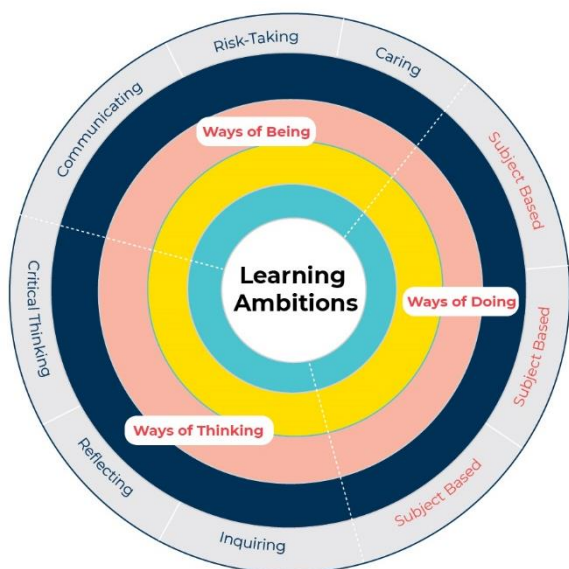 Risk-Taking
Caring
Communicating
Subject Based
Ways of Being
Learning
Ambitions
Ways of Doing
Critical Thinking
Subject Based
Ways of Thinking
Reflecting
Subject Based
Inquiring